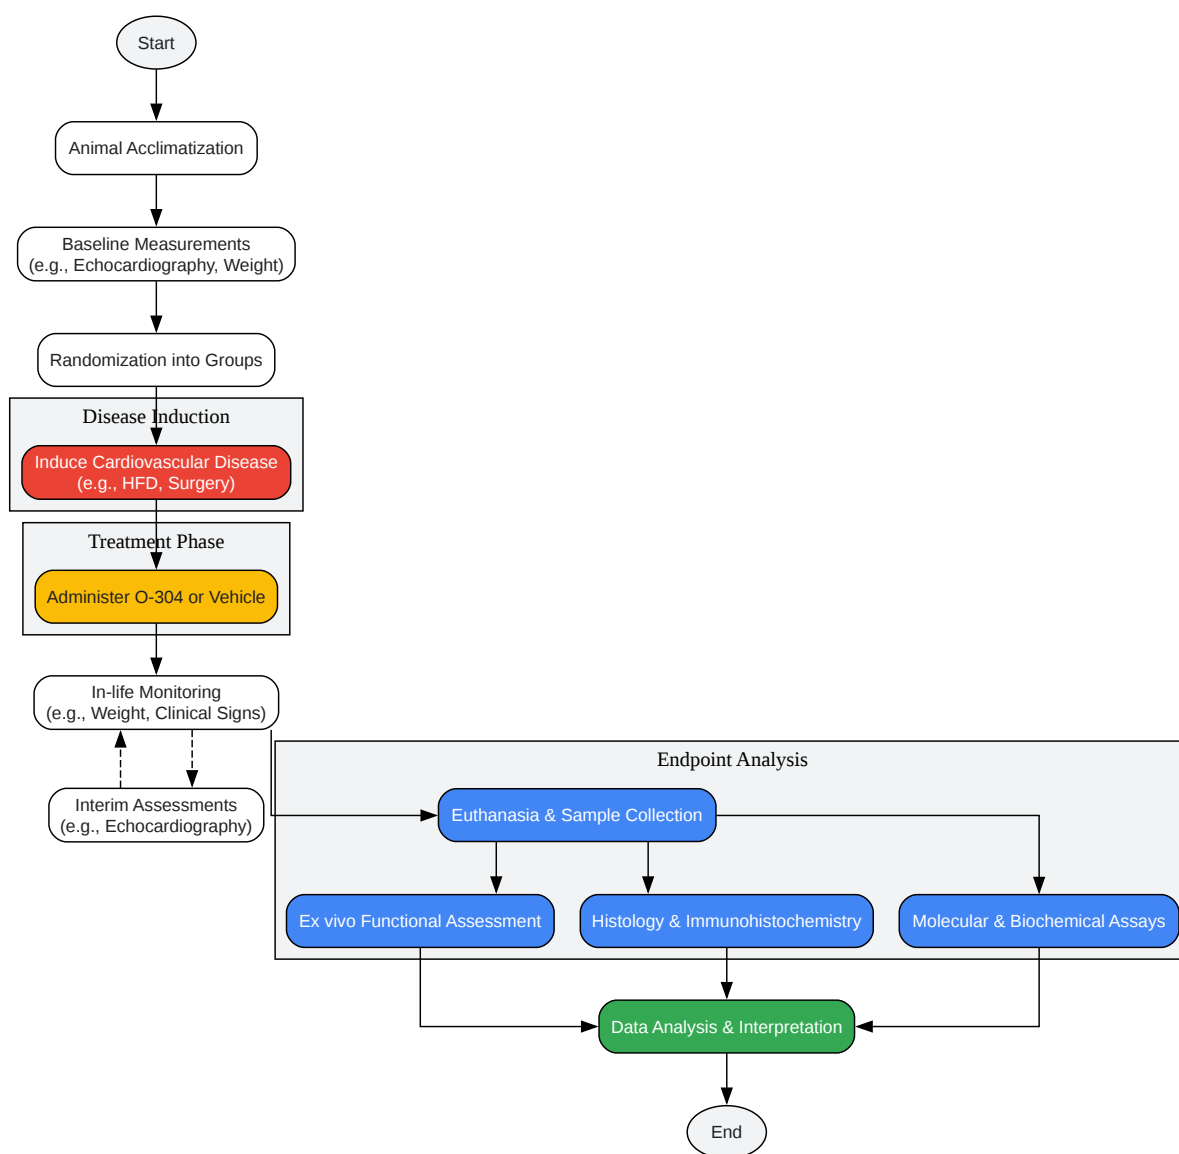 Start
Animal Acclimatization
Baseline Measurements
(e.g., Echocardiography, Weight)
Randomization into Groups
Disease Induction
Induce Cardiovascular Disease
(e.g., HFD, Surgery)
Treatment Phase
Administer O-304 or Vehicle
In-life Monitoring
(e.g., Weight, Clinical Signs)
Interim Assessments
(e.g., Echocardiography)
Endpoint Analysis
Euthanasia & Sample Collection
Ex vivo Functional Assessment
Histology & Immunohistochemistry
Molecular & Biochemical Assays
Data Analysis & Interpretation
End